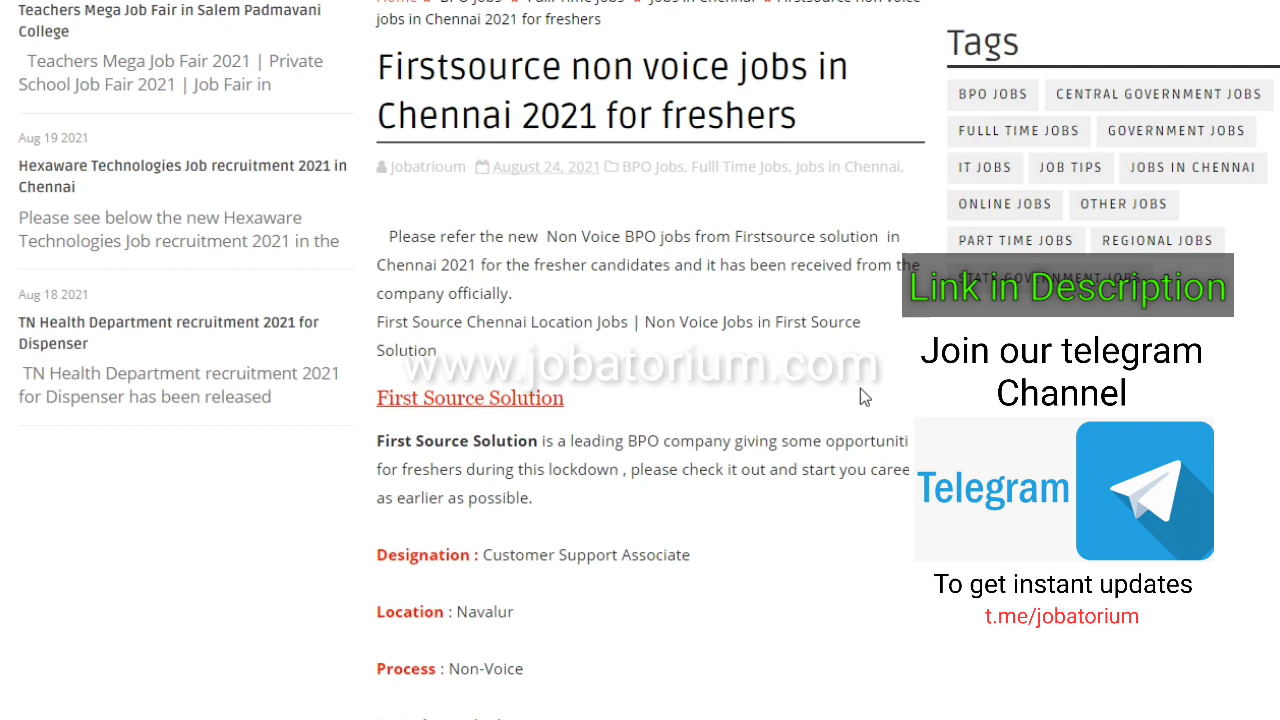 Teachers Mega Job Fair in Salem Padmavani
College
Teachers Mega Job Fair 2021 | Private
School Job Fair 2021 | Job Fair in
Aug 19 2021
Hexaware Technologies Job recruitment 2021 in
Chennai
Please see below the new Hexaware
Technologies Job recruitment 2021 in the
Aug 18 2021
TN Health Department recruitment 2021 for
Dispenser
TN Health Department recruitment 2021
for Dispenser has been released
jobs in Chennai 2021 for freshers
Firstsource non voice jobs in
Chennai 2021 for freshers
Jobatrioum August 24, 2021 BPO Jobs, Fulll Time Jobs, Jobs in Chennai,
Please refer the new Non Voice BPO jobs from Firstsource solution in
Chennai 2021 for the fresher candidates and it has been received from the
company officially.
First Source Chennai Location Jobs | Non Voice Jobs in First Source
Solution
www.jobatorium.com
First Source Solution
First Source Solution is a leading BPO company giving some opportuniti
for freshers during this lockdown , please check it out and start you caree
as earlier as possible.
Designation : Customer Support Associate
Location : Navalur
Process : Non-Voice
Tags
BPO JOBS CENTRAL GOVERNMENT JOBS
FULLL TIME JOBS GOVERNMENT JOBS
IT JOBS JOB TIPS JOBS IN CHENNAI
ONLINE JOBS OTHER JOBS
PART TIME JOBS REGIONAL JOBS
STATE GOVERNMENT JOBS
Link in Description
Join our telegram
Channel
Telegram
To get instant updates
t.me/jobatorium